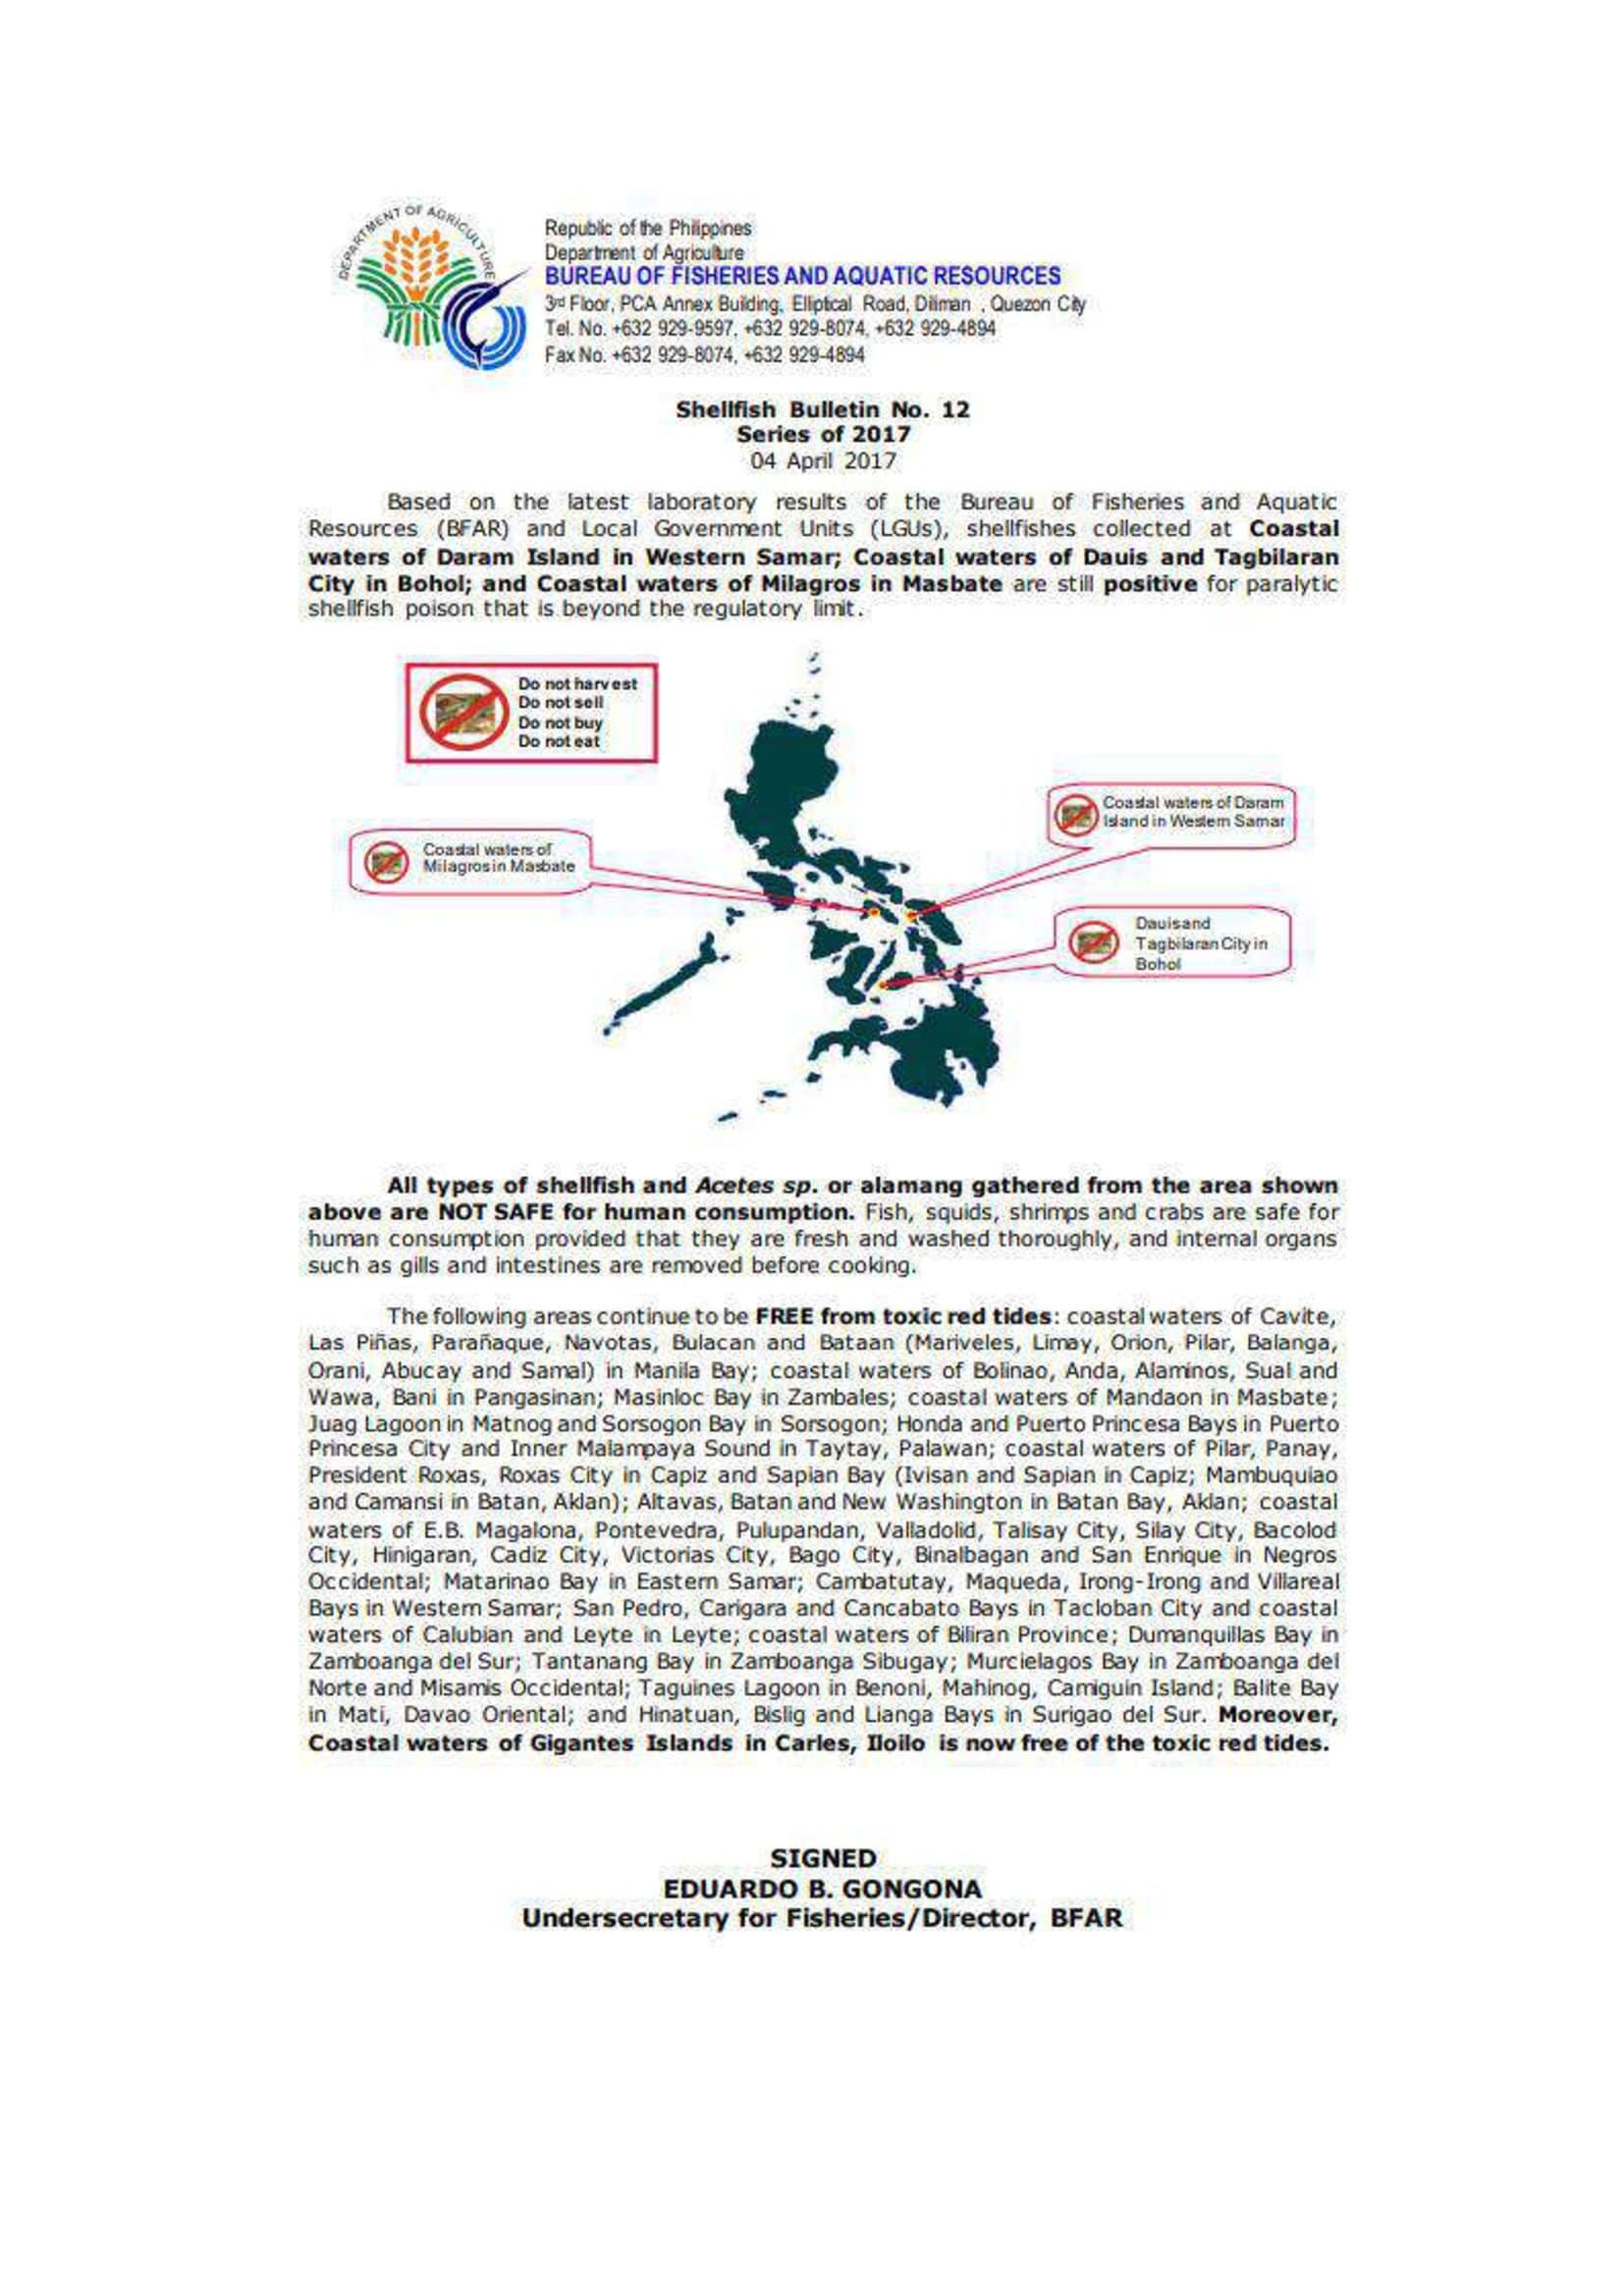 DEPARTMENT OF AGRICULTURE
Republic of the Philippines
Department of Agriculture
BUREAU OF FISHERIES AND AQUATIC RESOURCES
3rd Floor, PCA Annex Building, Elliptical Road, Diliman , Quezon City
Tel. No. +632 929-9597, +632 929-8074, +632 929-4894
Fax No. +632 929-8074, +632 929-4894
Shellfish Bulletin No. 12
Series of 2017
04 April 2017
Based on the latest laboratory results of the Bureau of Fisheries and Aquatic
Resources (BFAR) and Local Government Units (LGUs), shellfishes collected at Coastal
waters of Daram Island in Western Samar; Coastal waters of Dauis and Tagbilaran
City in Bohol; and Coastal waters of Milagros in Masbate are still positive for paralytic
shellfish poison that is beyond the regulatory limit.
Do not harvest
Do not sell
Do not buy
Do not eat
Coastal waters of Daram
Island in Western Samar
Coastal waters of
Milagros in Masbate
Dauis and
Tagbilaran City in
Bohol
All types of shellfish and Acetes sp. or alamang gathered from the area shown
above are NOT SAFE for human consumption. Fish, squids, shrimps and crabs are safe for
human consumption provided that they are fresh and washed thoroughly, and internal organs
such as gills and intestines are removed before cooking.
The following areas continue to be FREE from toxic red tides: coastal waters of Cavite,
Las Piñas, Parañaque, Navotas, Bulacan and Bataan (Mariveles, Limay, Orion, Pilar, Balanga,
Orani, Abucay and Samal) in Manila Bay; coastal waters of Bolinao, Anda, Alaminos, Sual and
Wawa, Bani in Pangasinan; Masinloc Bay in Zambales; coastal waters of Mandaon in Masbate;
Juag Lagoon in Matnog and Sorsogon Bay in Sorsogon; Honda and Puerto Princesa Bays in Puerto
Princesa City and Inner Malampaya Sound in Taytay, Palawan; coastal waters of Pilar, Panay,
President Roxas, Roxas City in Capiz and Sapian Bay (Ivisan and Sapian in Capiz; Mambuquiao
and Camansi in Batan, Aklan); Altavas, Batan and New Washington in Batan Bay, Aklan; coastal
waters of E.B. Magalona, Pontevedra, Pulupandan, Valladolid, Talisay City, Silay City, Bacolod
City, Hinigaran, Cadiz City, Victorias City, Bago City, Binalbagan and San Enrique in Negros
Occidental; Matarinao Bay in Eastern Samar; Cambatutay, Maqueda, Irong-Irong and Villareal
Bays in Western Samar; San Pedro, Carigara and Cancabato Bays in Tacloban City and coastal
waters of Calubian and Leyte in Leyte; coastal waters of Biliran Province; Dumanquillas Bay in
Zamboanga del Sur; Tantanang Bay in Zamboanga Sibugay; Murcielagos Bay in Zamboanga del
Norte and Misamis Occidental; Taguines Lagoon in Benoni, Mahinog, Camiguin Island; Balite Bay
in Mati, Davao Oriental; and Hinatuan, Bislig and Lianga Bays in Surigao del Sur. Moreover,
Coastal waters of Gigantes Islands in Carles, Iloilo is now free of the toxic red tides.
SIGNED
EDUARDO B. GONGONA
Undersecretary for Fisheries/Director, BFAR